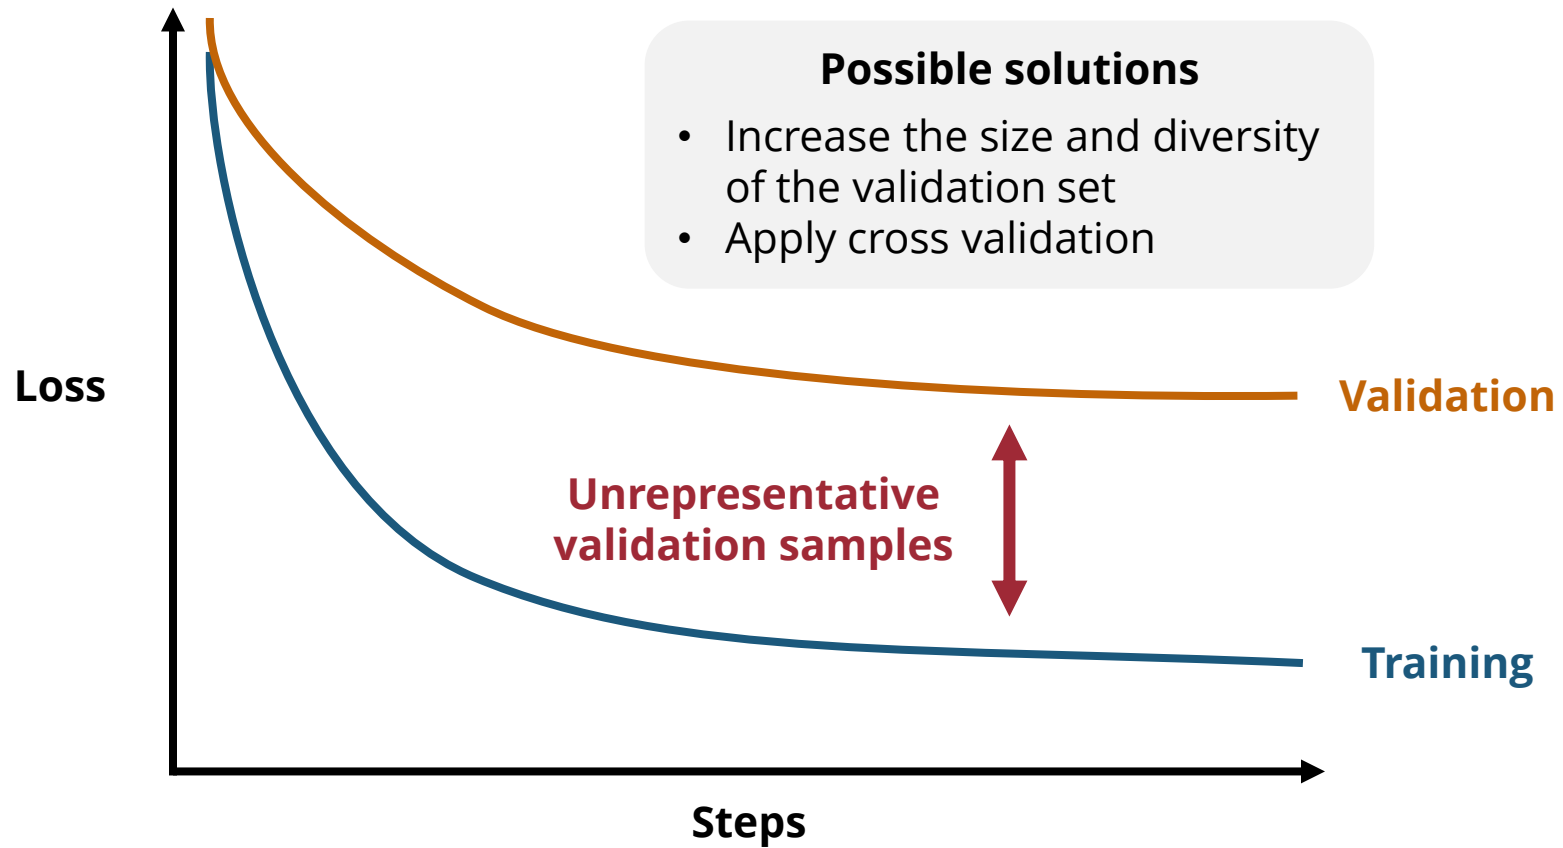 Possible solutions
• Increase the size and diversity
of the validation set
• Apply cross validation
Loss
Validation
Unrepresentative
validation samples
Training
Steps